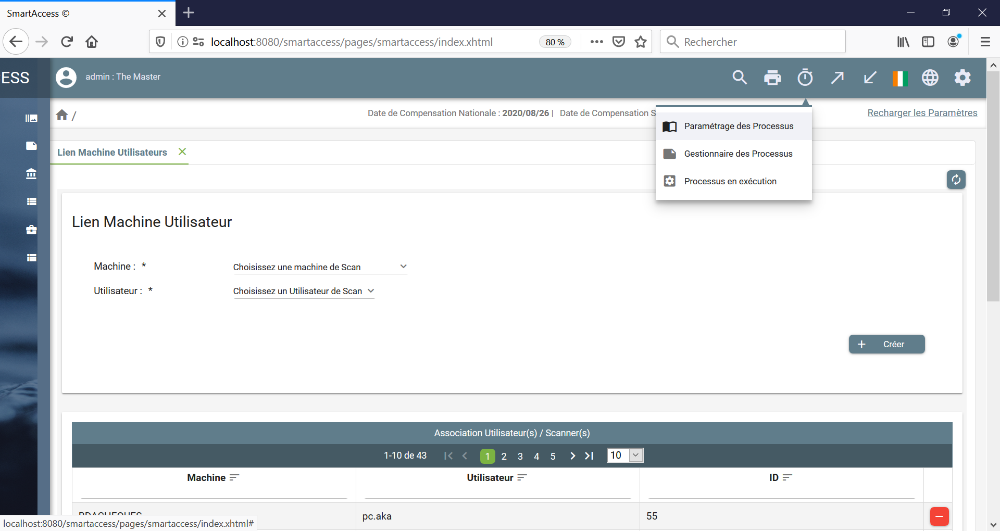 SmartAccess ©
localhost:8080/smartaccess/pages/smartaccess/index.xhtml
80 %
Rechercher
ESS
admin : The Master
/
Date de Compensation Nationale : 2020/08/26 | Date de Compensation S
Recharger les Paramètres
Paramétrage des Processus
Gestionnaire des Processus
Processus en exécution
Lien Machine Utilisateurs
Lien Machine Utilisateur
Machine : *
Choisissez une machine de Scan
Utilisateur : *
Choisissez un Utilisateur de Scan
Créer
Association Utilisateur(s) / Scanner(s)
1-10 de 43 1 2 3 4 5 10
Machine Utilisateur ID
pc.aka 55
localhost:8080/smartaccess/pages/smartaccess/index.xhtml#